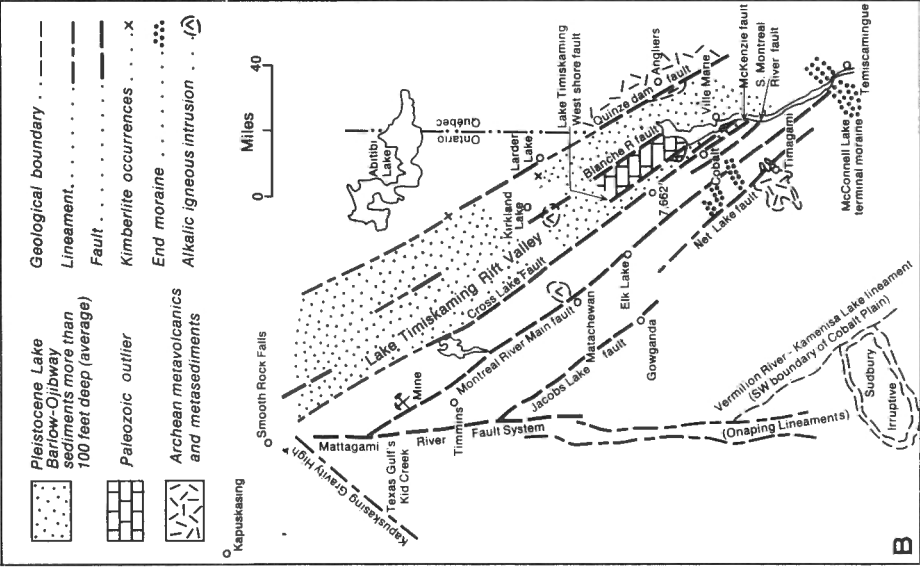 Pleistocene Lake
Barlow-Ojibway
sediments more than
100 feet deep (average)
Paleozoic outlier
Archean metavolcanics
and metasediments
Geological boundary
Lineament
Fault
Kimberlite occurrences
x
End moraine
Alkalic igneous intrusion
Miles
0
40
Kapuskasing
Smooth Rock Falls
Kapuskasing Gravity High
Mattagami
River
Fault System
Texas Gulf's
Kid Creek
Mine
Timmins
Montreal River Main fault
Jacobs Lake
fault
Matachewan
Gowganda
Elk Lake
Cross Lake Fault
Lake Timiskaming Rift Valley
Kirkland
Lake
Larder
Lake
Abitibi
Lake
Ontario
Québec
Lake Timiskaming
West shore fault
Quinze dam
fault
Angliers
Blanche R fault
Ville Marie
7,662'
Cobalt
McKenzie fault
S. Montreal
River fault
Net Lake fault
Timagami
Temiscamingue
McConnell Lake
terminal moraine
Vermilion River - Kamenisa Lake lineament
(SW boundary of Cobalt Plain)
(Onaping Lineaments)
Sudbury
Irruptive
B